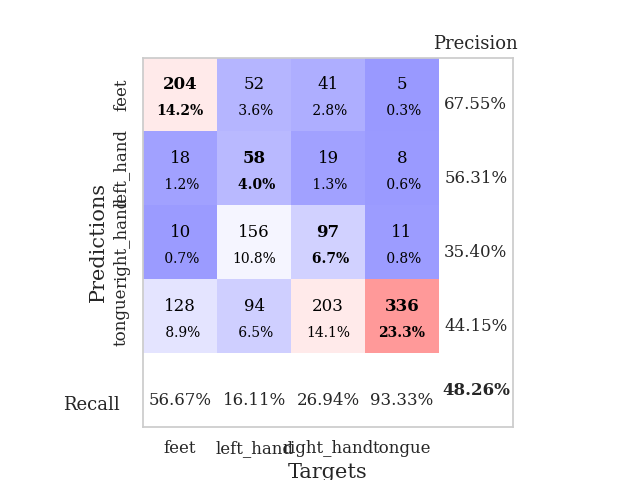 Precision
feet 204 52 41 5
14.2% 3.6% 2.8% 0.3% 67.55%
left_hand 18 58 19 8
1.2% 4.0% 1.3% 0.6% 56.31%
right_hand 10 156 97 11
0.7% 10.8% 6.7% 0.8% 35.40%
tongue 128 94 203 336
8.9% 6.5% 14.1% 23.3% 44.15%
Predictions
Recall 56.67% 16.11% 26.94% 93.33% 48.26%
feet left_hand right_hand tongue
Targets